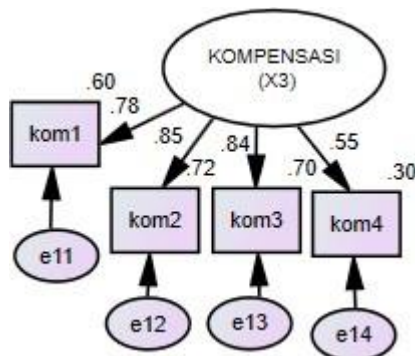 KOMPENSASI
(X3)
.60
.78
.55
.85
.84
kom1
.72
.70
.30
kom2
kom3
kom4
e11
e12
e13
e14